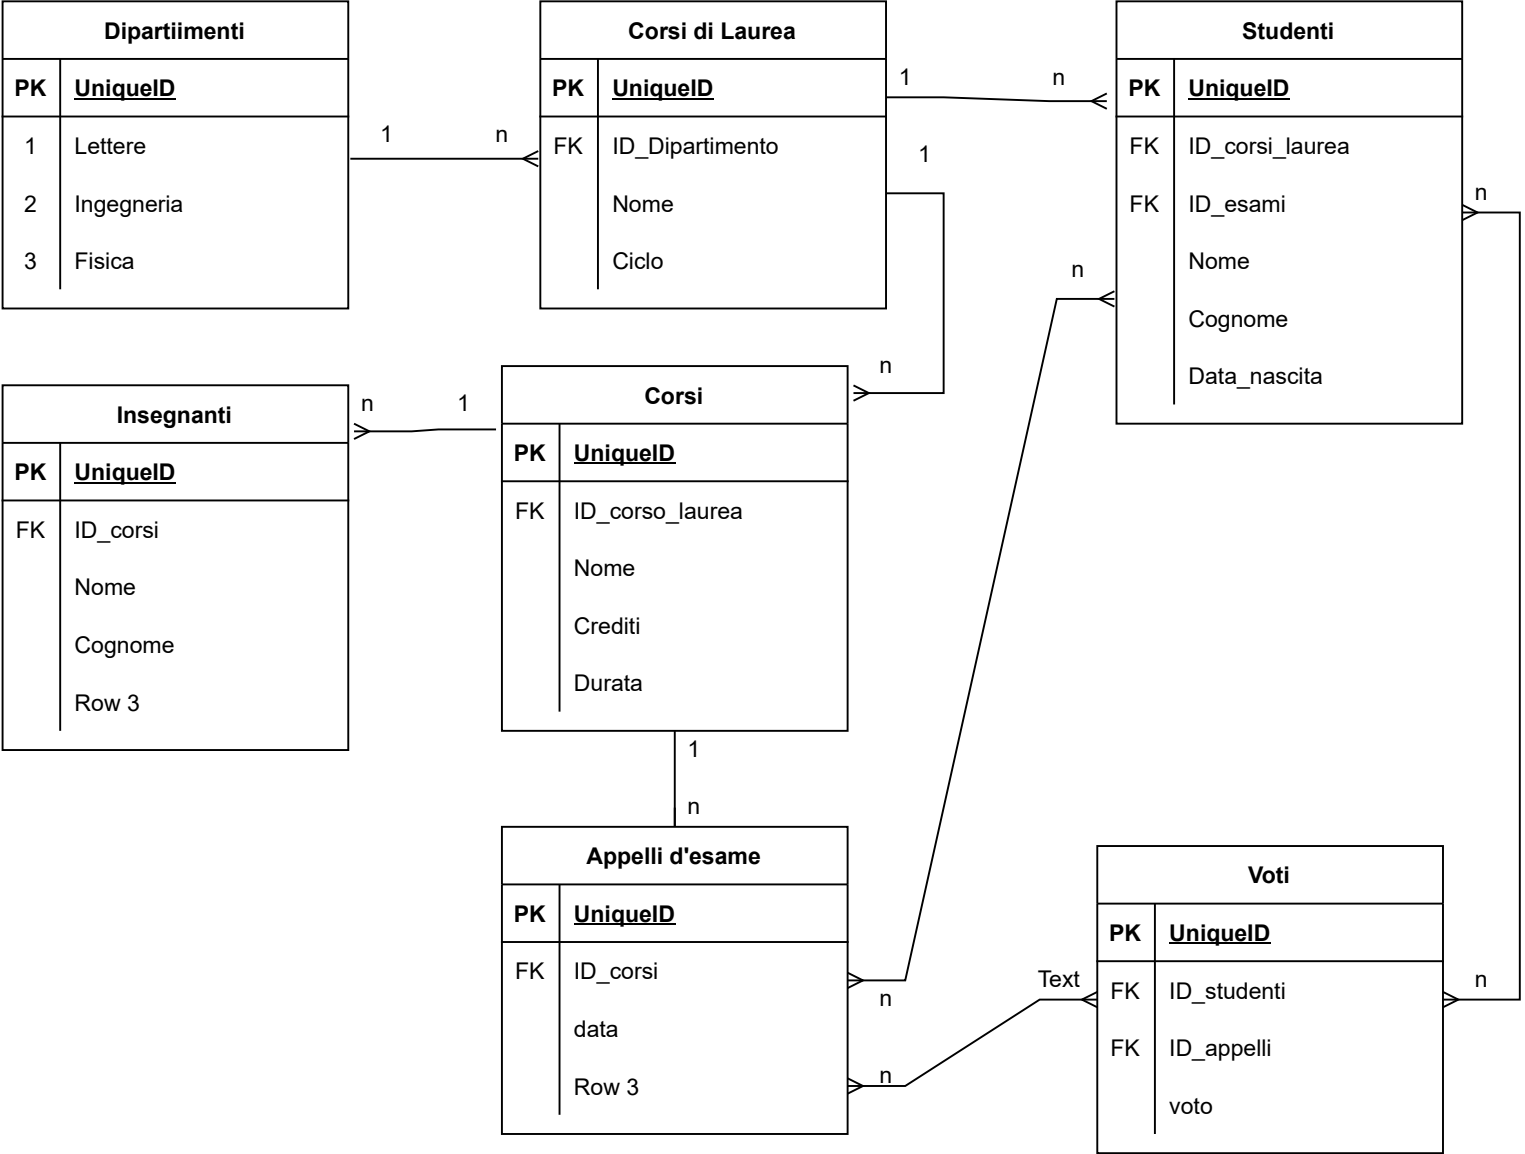 Dipartiimenti
PK UniqueID
1 Lettere
2 Ingegneria
3 Fisica
1 n
Corsi di Laurea
PK UniqueID
FK ID_Dipartimento
Nome
Ciclo
1 n
1
n
Studenti
PK UniqueID
FK ID_corsi_laurea
FK ID_esami
Nome
Cognome
Data_nascita
n
n
Insegnanti
PK UniqueID
FK ID_corsi
Nome
Cognome
Row 3
n 1
Corsi
PK UniqueID
FK ID_corso_laurea
Nome
Crediti
Durata
1
n
Appelli d'esame
PK UniqueID
FK ID_corsi
data
Row 3
n
n
Text
Voti
PK UniqueID
FK ID_studenti
FK ID_appelli
voto
n